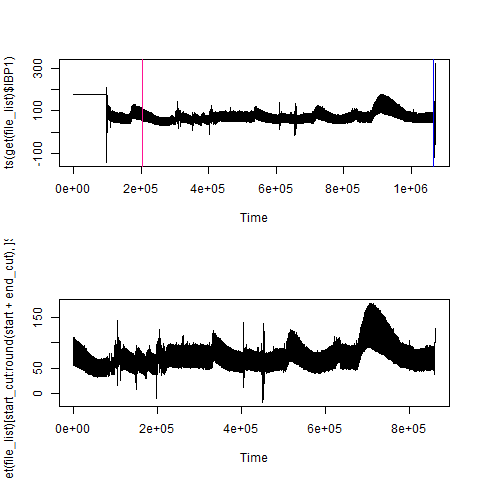 ts(get(file_list)$IBP1)
300
100
-100
0e+00 2e+05 4e+05 6e+05 8e+05 1e+06
Time
et(file_list)[start_cut:round(start + end_cut), ]$
150
50
0
0e+00 2e+05 4e+05 6e+05 8e+05
Time